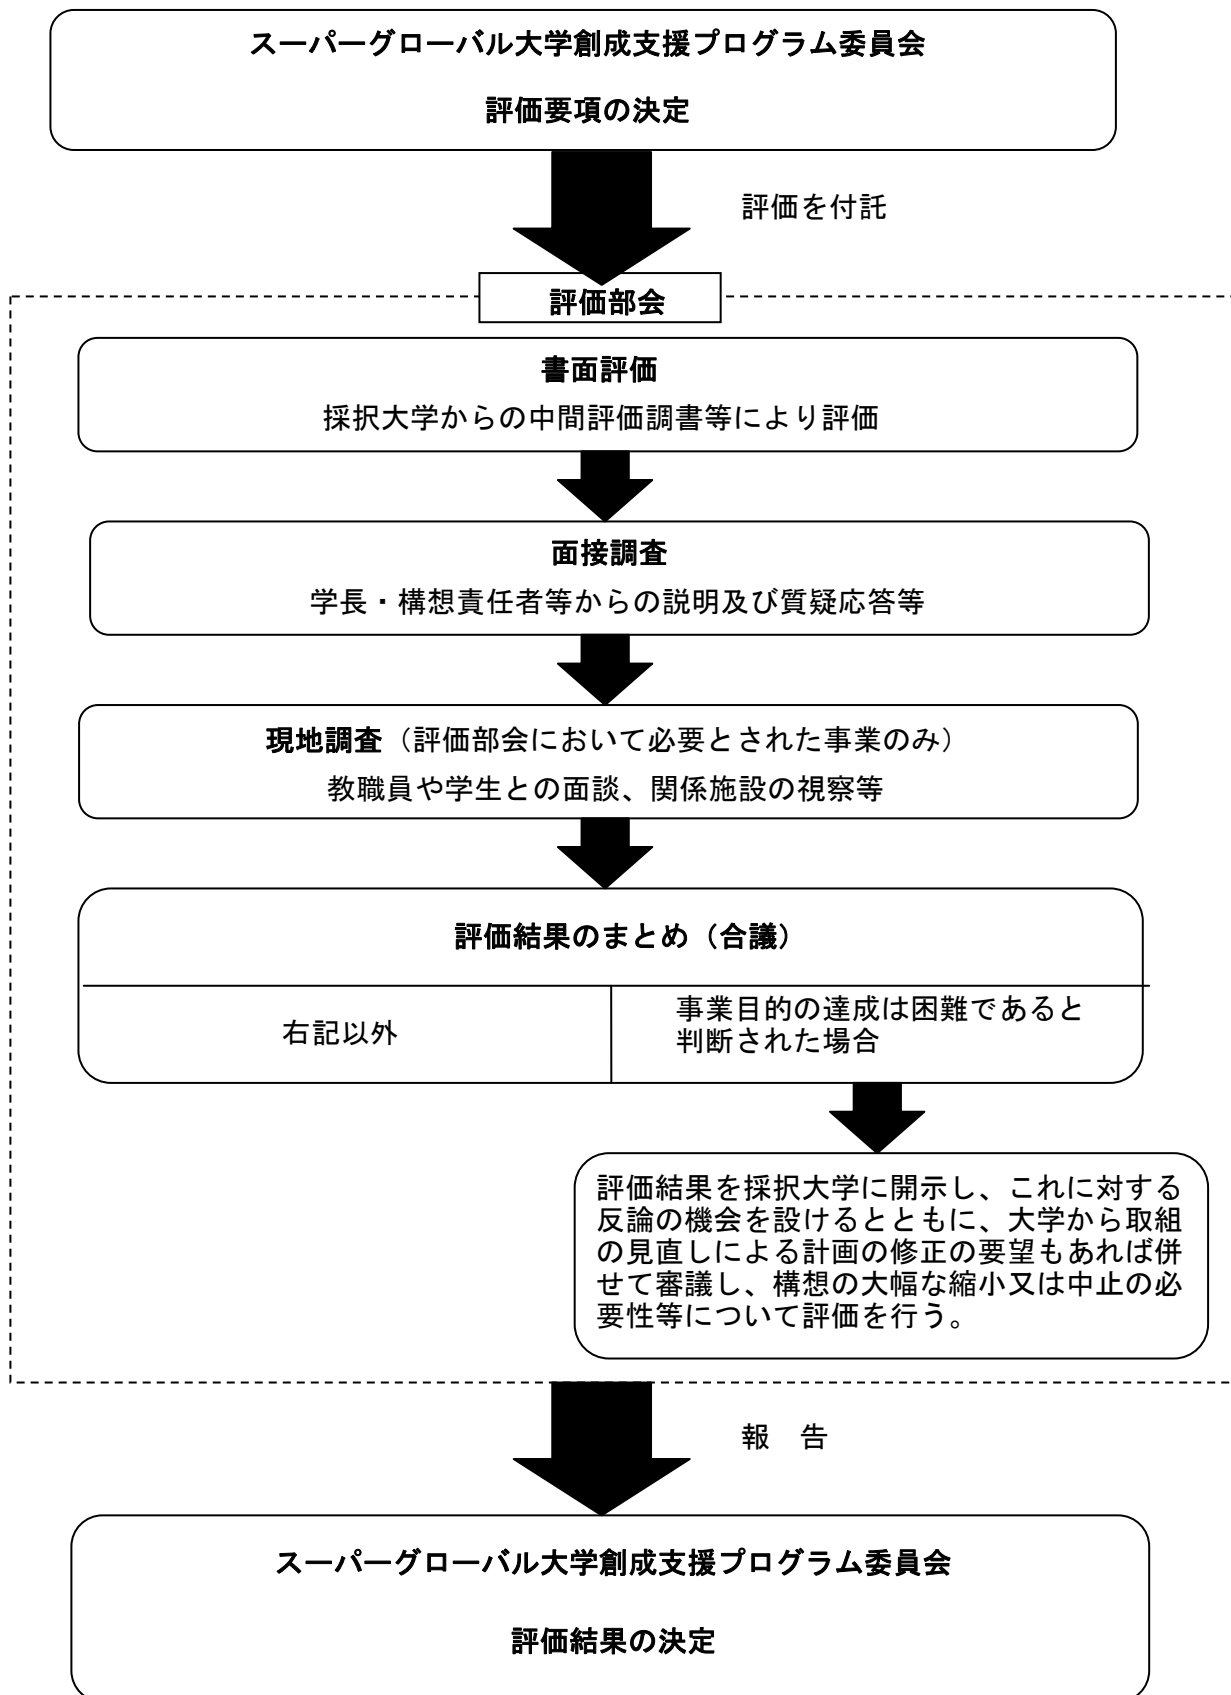 スーパーグローバル大学創成支援プログラム委員会
評価要項の決定
評価を付託
評価部会
書面評価
採択大学からの中間評価調書等により評価
面接調査
学長・構想責任者等からの説明及び質疑応答等
現地調査（評価部会において必要とされた事業のみ）
教職員や学生との面談、関係施設の視察等
評価結果のまとめ（合議）
右記以外
事業目的の達成は困難であると
判断された場合
評価結果を採択大学に開示し、これに対する
反論の機会を設けるとともに、大学から取組
の見直しによる計画の修正の要望もあれば併
せて審議し、構想の大幅な縮小又は中止の必
要性等について評価を行う。
報　告
スーパーグローバル大学創成支援プログラム委員会
評価結果の決定